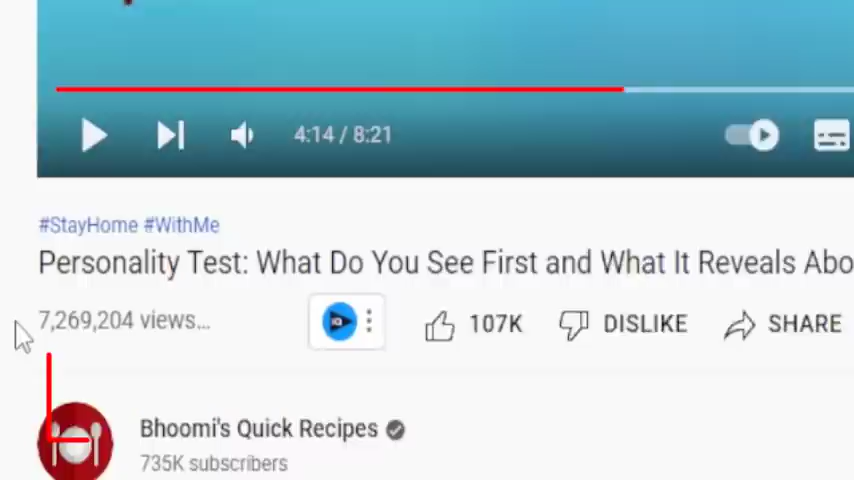 4:14 / 8:21
#StayHome #WithMe
Personality Test: What Do You See First and What It Reveals Abo
7,269,204 views...
107K
DISLIKE
SHARE
Bhoomi's Quick Recipes
735K subscribers